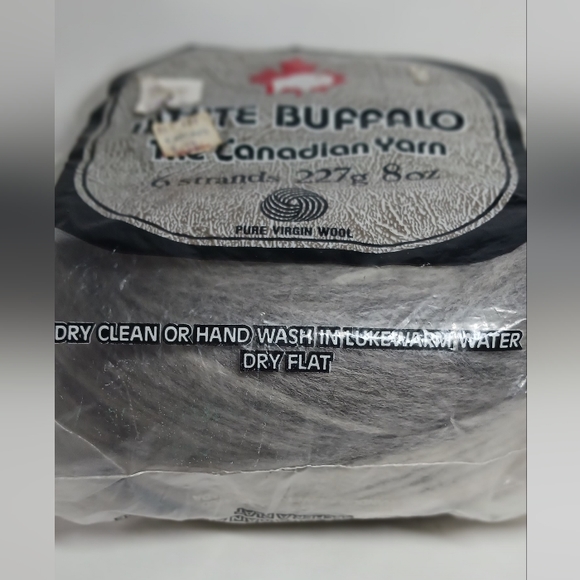 BUFFALO
The Canadian Yarn
6 strands 227g 8 oz.
PURE VIRGIN WOOL
DRY CLEAN OR HAND WASH IN LUKEWARM WATER
DRY FLAT